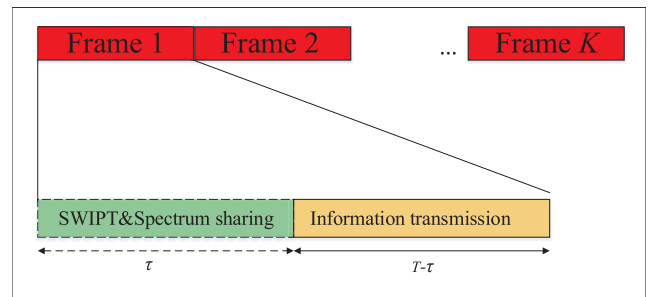 Frame 1 Frame 2 ... Frame K
SWIPT&Spectrum sharing Information transmission
τ T-τ